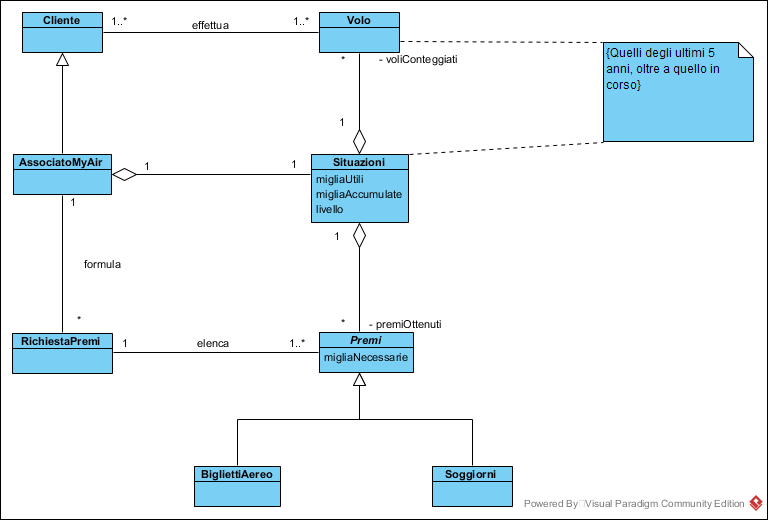 Cliente
1..*
effettua
1..*
Volo
*
- voliConteggiati
{Quelli degli ultimi 5
anni, oltre a quello in
corso}
1
AssociatoMyAir
1
1
Situazioni
migliaUtili
migliaAccumulate
livello
1
1
formula
*
*
- premiOttenuti
RichiestaPremi
1
elenca
1..*
Premi
migliaNecessarie
BigliettiAereo
Soggiorni
Powered By Visual Paradigm Community Edition